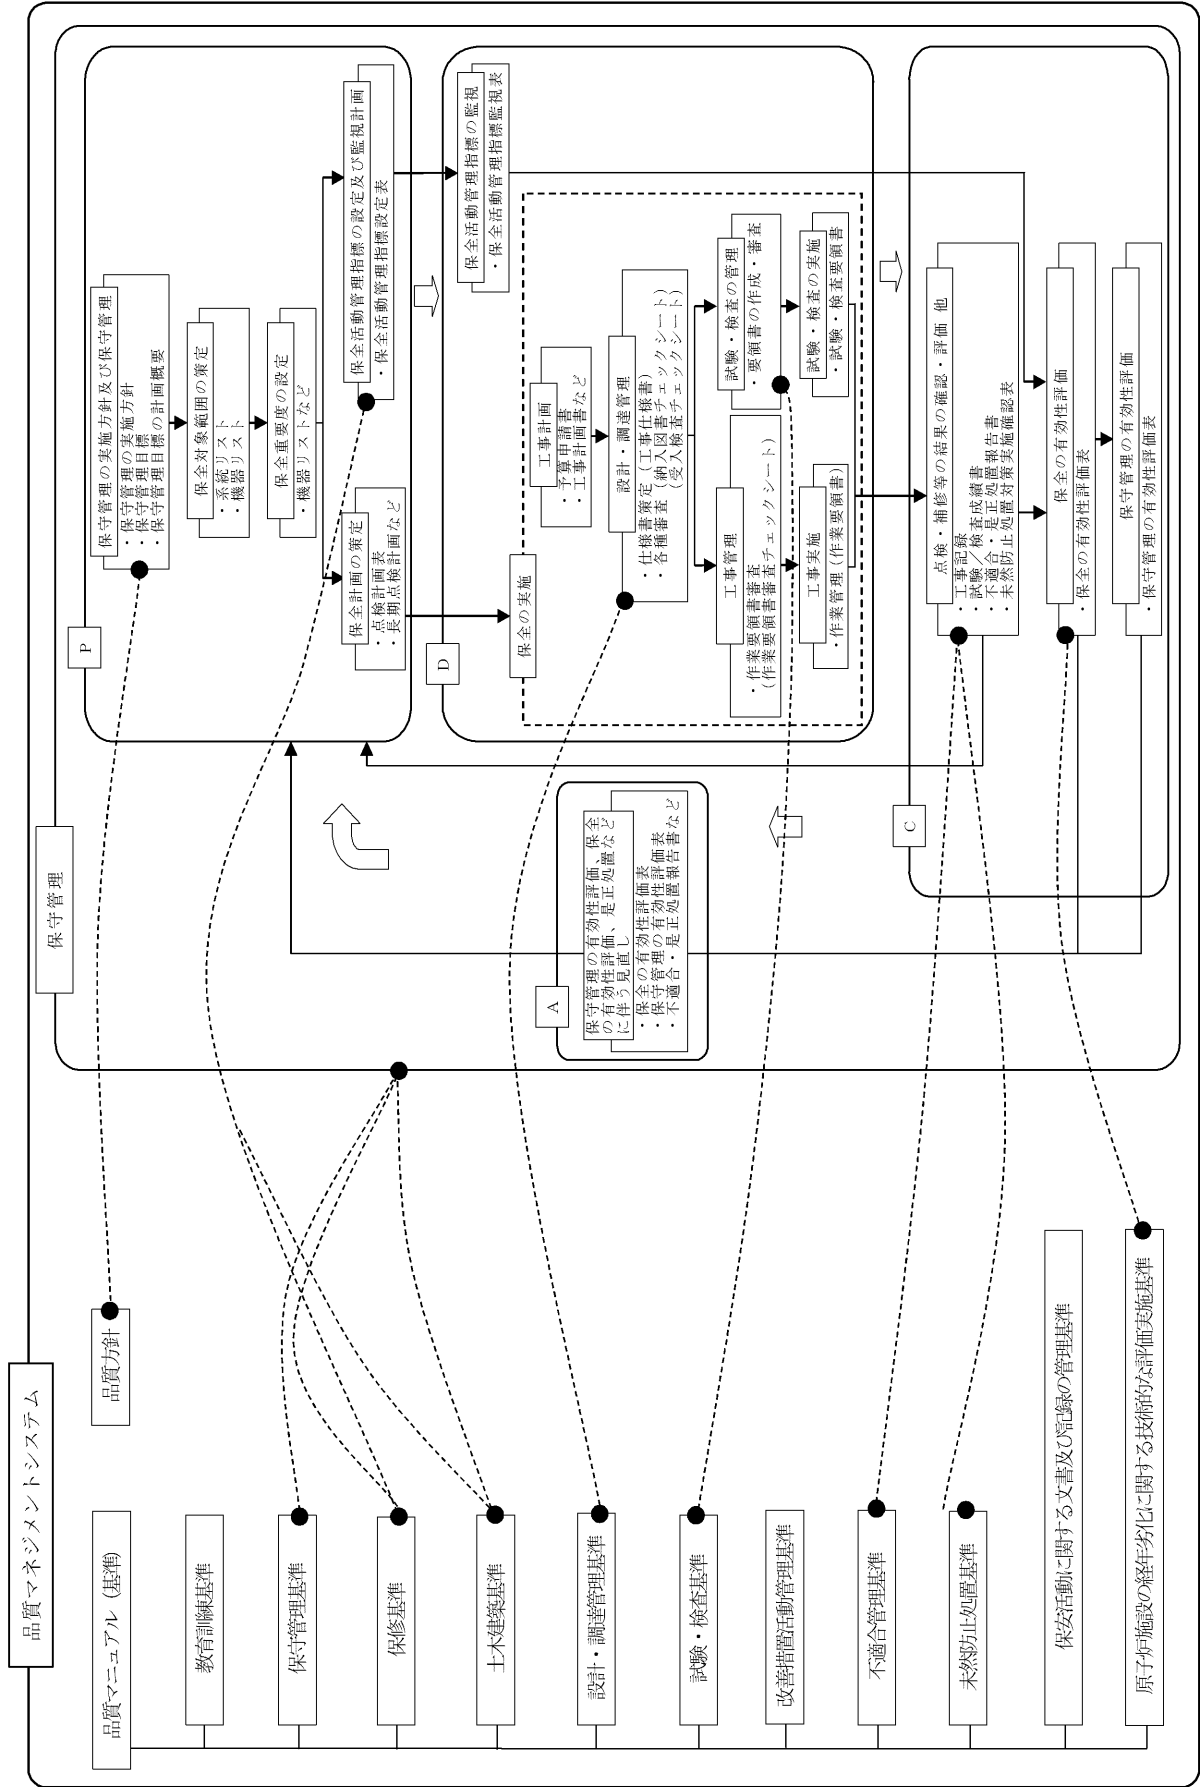 品質マネジメントシステム
品質マニュアル（基準）
教育訓練基準
保守管理基準
保修基準
土木建築基準
設計・調達管理基準
試験・検査基準
改善措置活動管理基準
不適合管理基準
未然防止処置基準
保安活動に関する文書及び記録の管理基準
原子炉施設の経年劣化に関する技術的な評価実施基準
品質方針
保守管理
P
保守管理の実施方針及び保守管理
・保守管理の実施方針
・保守管理目標
・保守管理目標の計画概要
保全対象範囲の策定
・系統リスト
・機器リスト
保全重要度の設定
・機器リストなど
保全計画の策定
・点検計画表
・長期点検計画など
保全活動管理指標の設定及び監視計画
・保全活動管理指標設定表
D
保全活動管理指標の監視
・保全活動管理指標監視表
保全の実施
工事計画
・予算申請書
・工事計画書など
設計・調達管理
・仕様書策定（工事仕様書）
・各種審査（納入図書チェックシート）
（受入検査チェックシート）
工事管理
・作業要領書審査
（作業要領書審査チェックシート）
試験・検査の管理
・要領書の作成・審査
工事実施
・作業管理（作業要領書）
試験・検査の実施
・試験・検査要領書
A
保守管理の有効性評価、保全
の有効性評価、是正処置など
に伴う見直し
・保全の有効性評価表
・保守管理の有効性評価表
・不適合・是正処置報告書など
C
点検・補修等の結果の確認・評価 他
・工事記録
・試験／検査成績書
・不適合・是正処置報告書
・未然防止処置対策実施確認表
保全の有効性評価
・保全の有効性評価表
保守管理の有効性評価
・保守管理の有効性評価表